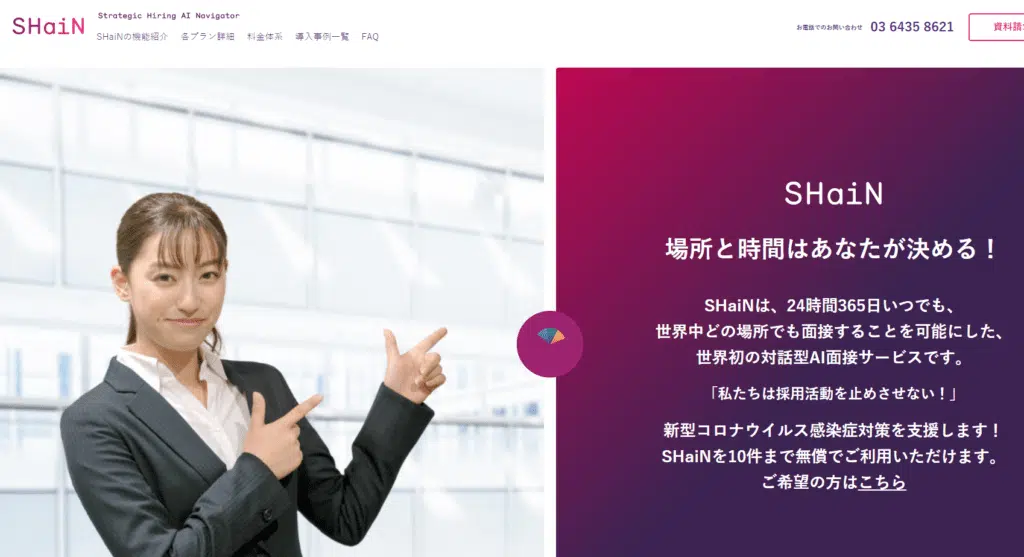 SHaiN
Strategic Hiring AI Navigator
SHaiNの機能紹介 各プラン詳細 料金体系 導入事例一覧 FAQ
お電話でのお問い合わせ 03 6435 8621
資料請
SHaiN
場所と時間はあなたが決める！
SHaiNは、24時間365日いつでも、
世界中どの場所でも面接することを可能にした、
世界初の対話型AI面接サービスです。
「私たちは採用活動を止めさせない！」
新型コロナウイルス感染症対策を支援します！
SHaiNを10件まで無償でご利用いただけます。
ご希望の方はこちら